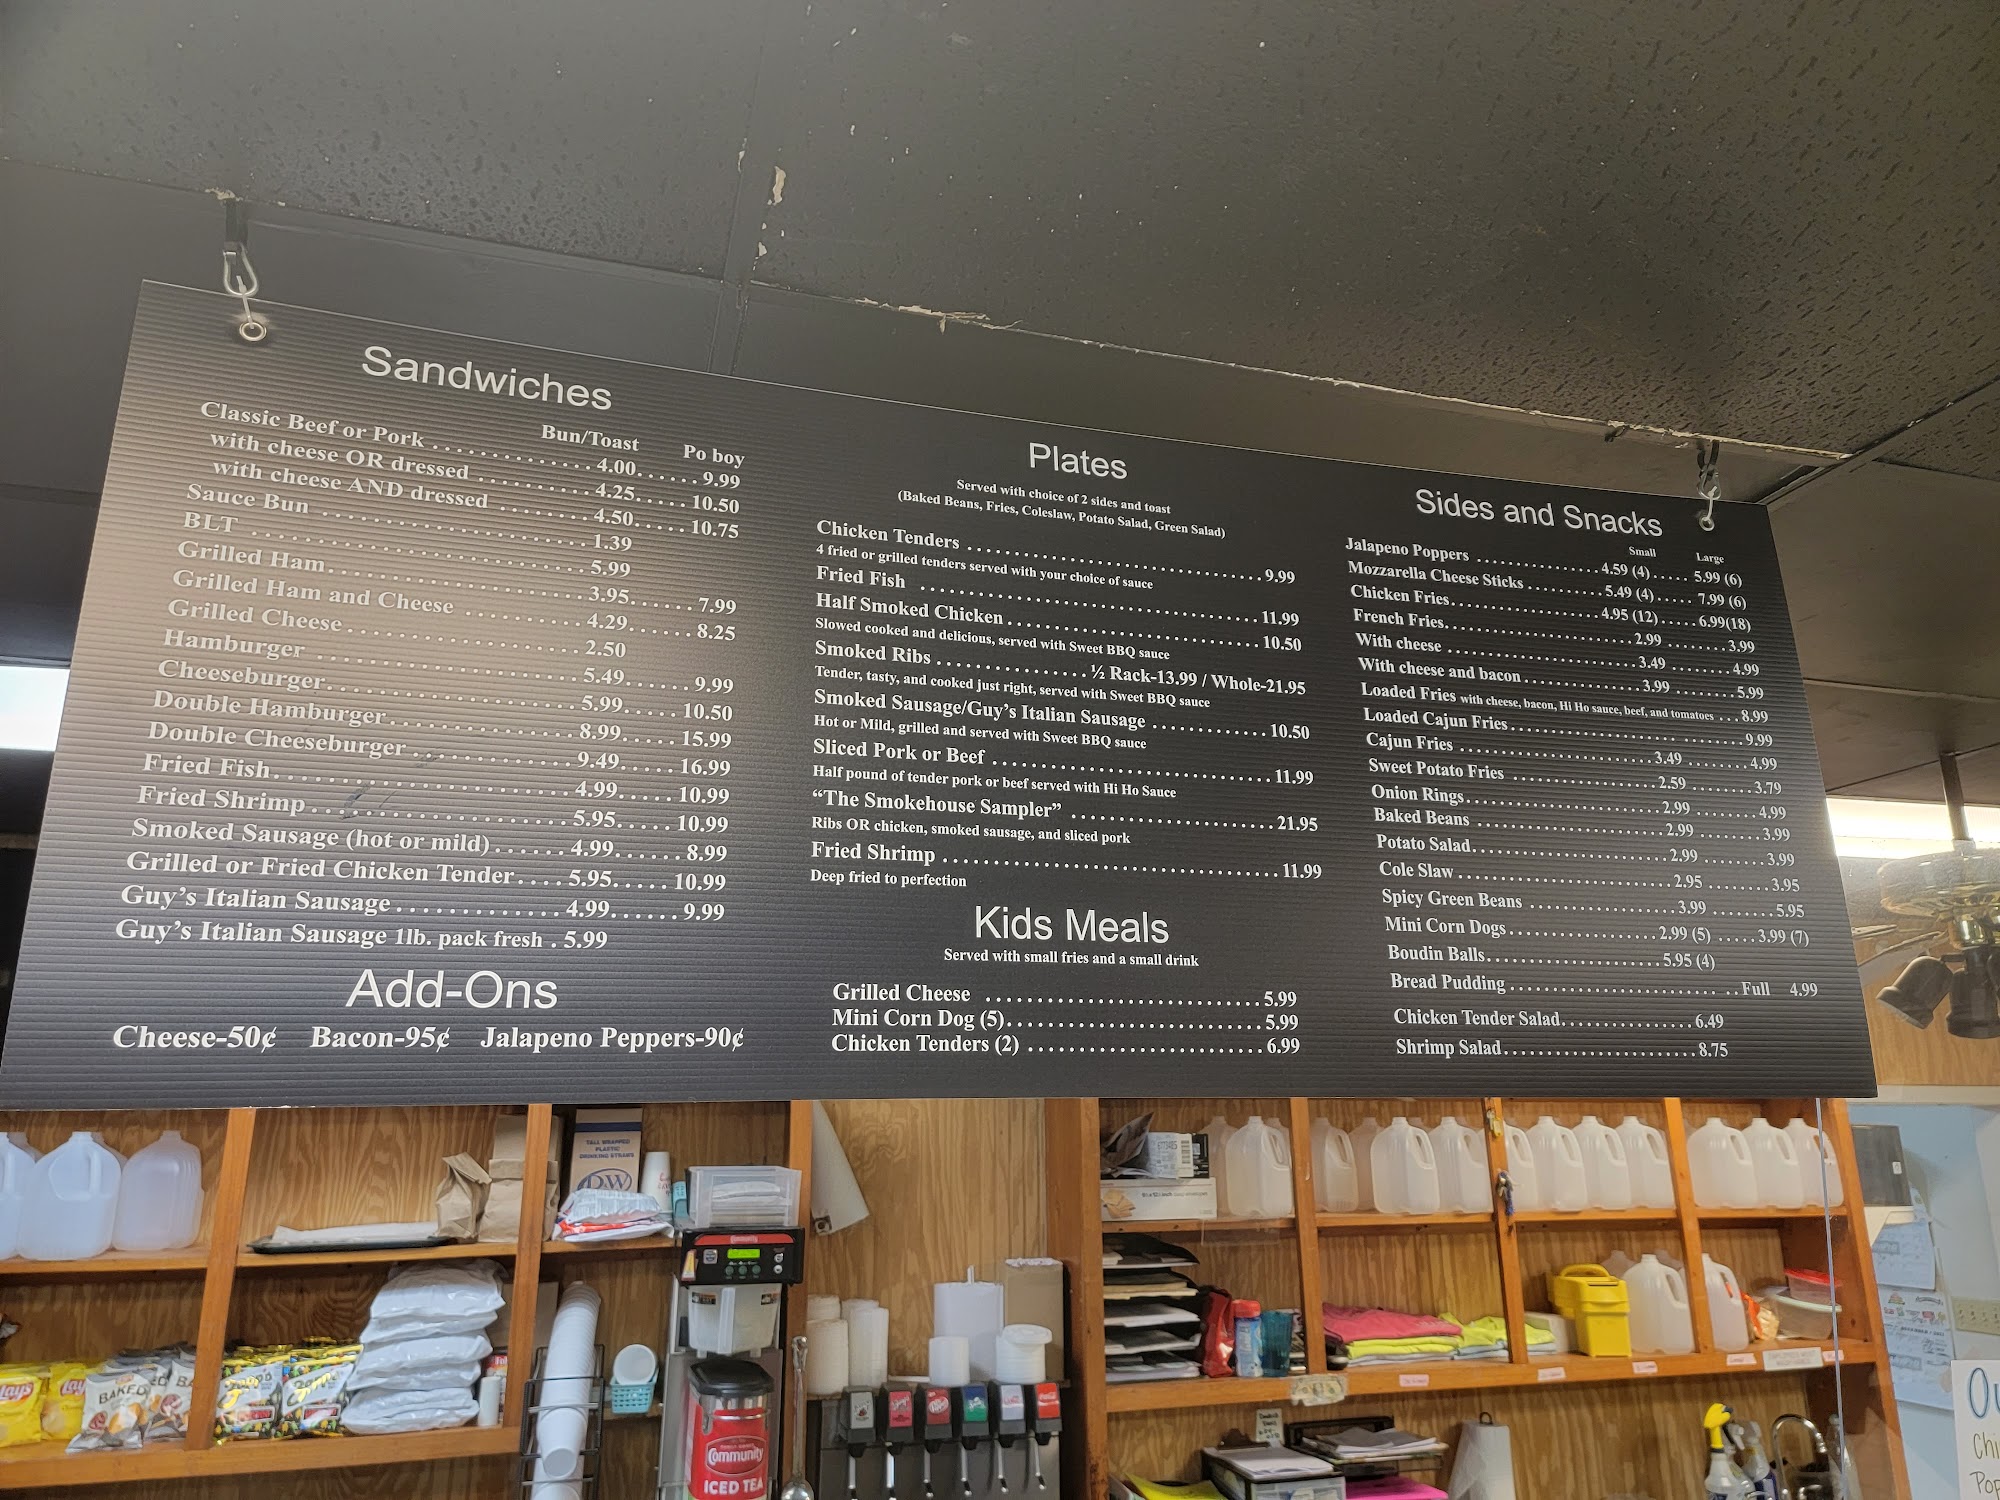 Sandwiches
Bun/Toast Po boy
Classic Beef or Pork . . . . . . . . . . . . . 4.00. . . . . . 9.99
with cheese OR dressed . . . . . . . . . . 4.25. . . . . 10.50
with cheese AND dressed . . . . . . . . 4.50. . . . . 10.75
Sauce Bun . . . . . . . . . . . . . . . . . . . . . 1.39
BLT . . . . . . . . . . . . . . . . . . . . . . . . . 5.99
Grilled Ham. . . . . . . . . . . . . . . . . . . . 3.95. . . . . . 7.99
Grilled Ham and Cheese . . . . . . . . . 4.29. . . . . . 8.25
Grilled Cheese. . . . . . . . . . . . . . . . . . 2.50
Hamburger . . . . . . . . . . . . . . . . . . . . 5.49. . . . . . 9.99
Cheeseburger. . . . . . . . . . . . . . . . . . . 5.99. . . . . 10.50
Double Hamburger. . . . . . . . . . . . . . 8.99. . . . . 15.99
Double Cheeseburger . . . . . . . . . . . . 9.49. . . . . 16.99
Fried Fish. . . . . . . . . . . . . . . . . . . . . . 4.99. . . . . 10.99
Fried Shrimp . . . . . . . . . . . . . . . . . . . 5.95. . . . . 10.99
Smoked Sausage (hot or mild). . . . . . 4.99. . . . . . 8.99
Grilled or Fried Chicken Tender. . . . 5.95. . . . . 10.99
Guy's Italian Sausage . . . . . . . . . . . . 4.99. . . . . . 9.99
Guy's Italian Sausage 1lb. pack fresh . 5.99
Add-Ons
Cheese-50¢ Bacon-95¢ Jalapeno Peppers-90¢
Plates
Served with choice of 2 sides and toast
(Baked Beans, Fries, Coleslaw, Potato Salad, Green Salad)
Chicken Tenders . . . . . . . . . . . . . . . . . . . . . . . . . . 9.99
4 fried or grilled tenders served with your choice of sauce
Fried Fish . . . . . . . . . . . . . . . . . . . . . . . . . . . . . 11.99
Half Smoked Chicken . . . . . . . . . . . . . . . . . . . . . 10.50
Slowed cooked and delicious, served with Sweet BBQ sauce
Smoked Ribs . . . . . . . . . . . . . ½ Rack-13.99 / Whole-21.95
Tender, tasty, and cooked just right, served with Sweet BBQ sauce
Smoked Sausage/Guy's Italian Sausage . . . . . . . . . . 10.50
Hot or Mild, grilled and served with Sweet BBQ sauce
Sliced Pork or Beef . . . . . . . . . . . . . . . . . . . . . . . . 11.99
Half pound of tender pork or beef served with Hi Ho Sauce
"The Smokehouse Sampler" . . . . . . . . . . . . . . . . . . 21.95
Ribs OR chicken, smoked sausage, and sliced pork
Fried Shrimp . . . . . . . . . . . . . . . . . . . . . . . . . . . . . 11.99
Deep fried to perfection
Kids Meals
Served with small fries and a small drink
Grilled Cheese . . . . . . . . . . . . . . . . . . . . . . . . . . 5.99
Mini Corn Dog (5). . . . . . . . . . . . . . . . . . . . . . . . 5.99
Chicken Tenders (2) . . . . . . . . . . . . . . . . . . . . . . 6.99
Sides and Snacks
Small Large
Jalapeno Poppers . . . . . . . . . . . . . . 4.59 (4). . . . . 5.99 (6)
Mozzarella Cheese Sticks . . . . . . . . . 5.49 (4) . . . . . 7.99 (6)
Chicken Fries. . . . . . . . . . . . . . . . . 4.95 (12) . . . . . 6.99(18)
French Fries. . . . . . . . . . . . . . . . . . . . 2.99 . . . . . . . . 3.99
With cheese . . . . . . . . . . . . . . . . . . . . 3.49 . . . . . . . . 4.99
With cheese and bacon . . . . . . . . . . . . 3.99 . . . . . . . . 5.99
Loaded Fries with cheese, bacon, Hi Ho sauce, beef, and tomatoes . . . 8.99
Loaded Cajun Fries. . . . . . . . . . . . . . . . . . . . . . . . . 9.99
Cajun Fries . . . . . . . . . . . . . . . . . . . . 3.49 . . . . . . . . 4.99
Sweet Potato Fries . . . . . . . . . . . . . . . 2.59 . . . . . . . . 3.79
Onion Rings. . . . . . . . . . . . . . . . . . . . 2.99 . . . . . . . . 4.99
Baked Beans . . . . . . . . . . . . . . . . . . . 2.99 . . . . . . . . 3.99
Potato Salad. . . . . . . . . . . . . . . . . . . . 2.99 . . . . . . . . 3.99
Cole Slaw . . . . . . . . . . . . . . . . . . . . . 2.95 . . . . . . . . 3.95
Spicy Green Beans . . . . . . . . . . . . . . . 3.99 . . . . . . . . 5.95
Mini Corn Dogs . . . . . . . . . . . . . . . . 2.99 (5) . . . . . 3.99 (7)
Boudin Balls. . . . . . . . . . . . . . . . . . . 5.95 (4)
Bread Pudding . . . . . . . . . . . . . . . . . . . . . . . . . Full 4.99
Chicken Tender Salad. . . . . . . . . . . . . . 6.49
Shrimp Salad. . . . . . . . . . . . . . . . . . . . 8.75
TALL WRAPPED
PLASTIC
DRINKING STRAWS
Lay's
BAKED
Community
Community
ICED TEA
Chi